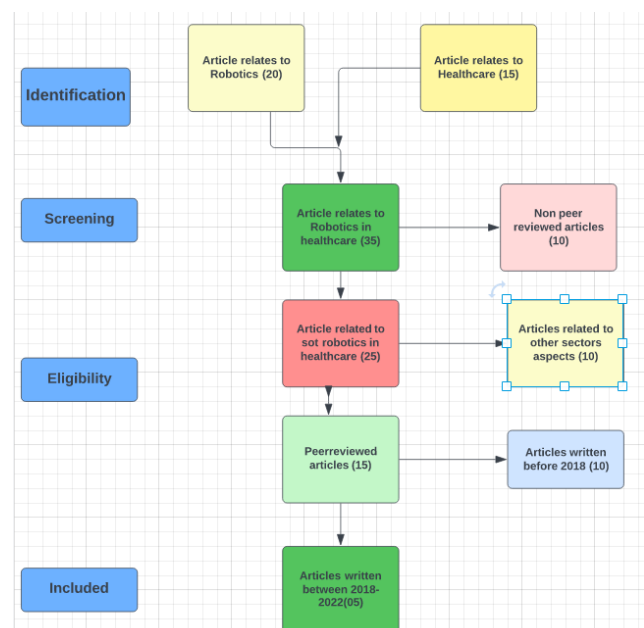 Article relates to
Robotics (20)
Article relates to
Healthcare (15)
Identification
Screening
Article relates to
Robotics in
healthcare (35)
Non peer
reviewed articles
(10)
Article related to
sot robotics in
healthcare (25)
Articles related to
other sectors
aspects (10)
Eligibility
Peerreviewed
articles (15)
Articles written
before 2018 (10)
Included
Articles written
between 2018-
2022(05)